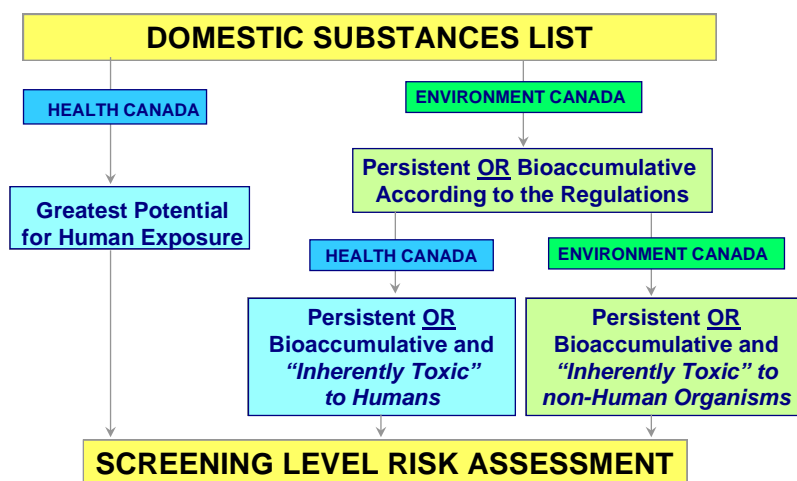 DOMESTIC SUBSTANCES LIST
HEALTH CANADA
ENVIRONMENT CANADA
Persistent OR Bioaccumulative
According to the Regulations
Greatest Potential
for Human Exposure
HEALTH CANADA
ENVIRONMENT CANADA
Persistent OR
Bioaccumulative and
“Inherently Toxic”
to Humans
Persistent OR
Bioaccumulative and
“Inherently Toxic” to
non-Human Organisms
SCREENING LEVEL RISK ASSESSMENT